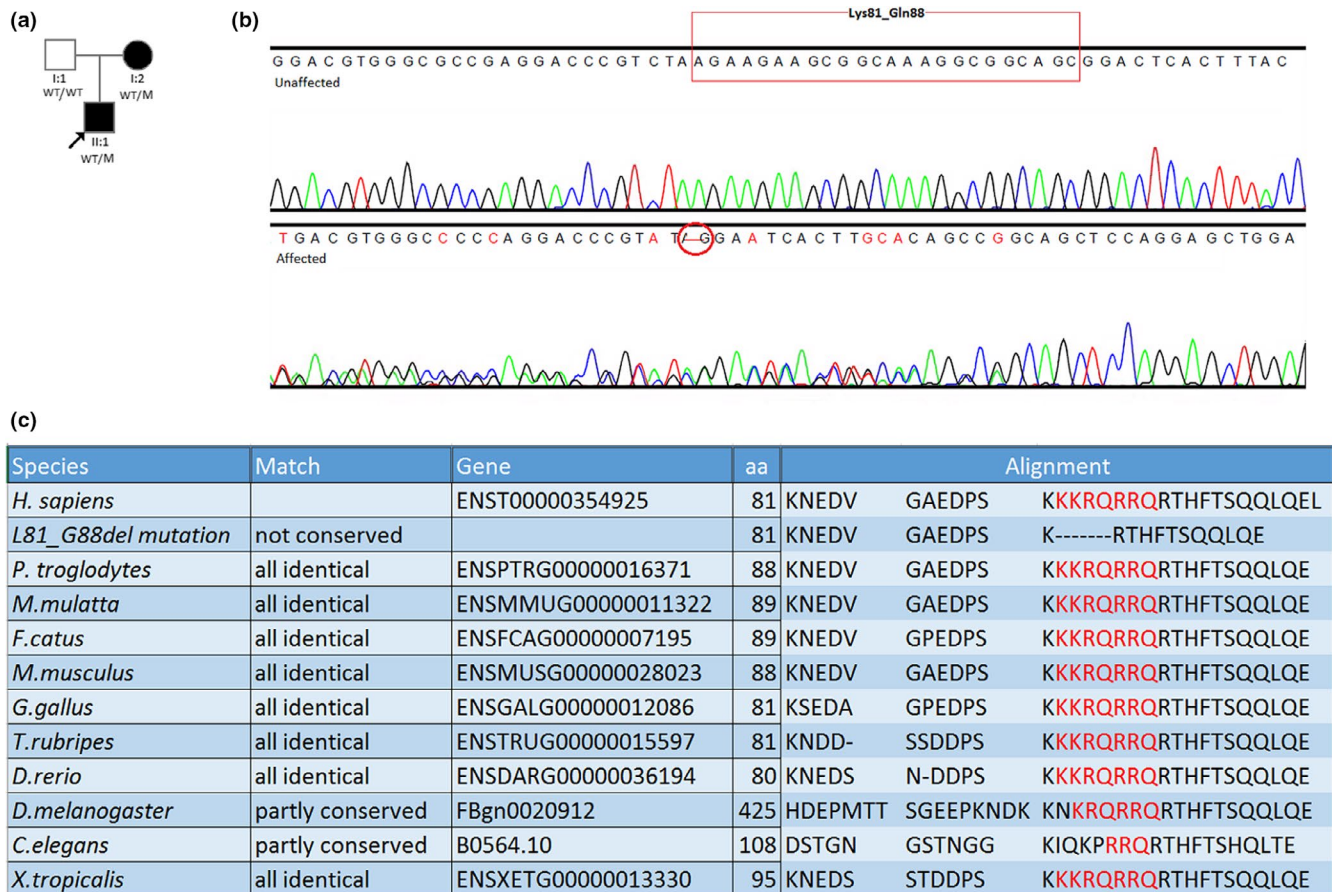 (a)
I:1
WT/WT
I:2
WT/M
II:1
WT/M
(b)
Lys81_Gln88
G G A C G T G G G C G C C G A G G A C C C G T C T A A G A A G A A G C G G C A A A G G C G G C A G C G G A C T C A C T T T A C
Unaffected
T G A C G T G G G C C C C C A G G A C C C G T A T A G G A A T C A C T T G C A C A G C C G G C A G C T C C A G G A G C T G G A
Affected
(c)
Species Match Gene aa Alignment
H. sapiens ENST00000354925 81 KNEDV GAEDPS KKKRQRRQRTHFTSQQLQEL
L81_G88del mutation not conserved 81 KNEDV GAEDPS K-------RTHFTSQQLQE
P. troglodytes all identical ENSPTRG00000016371 88 KNEDV GAEDPS KKKRQRRQRTHFTSQQLQE
M.mulatta all identical ENSMMUG00000011322 89 KNEDV GAEDPS KKKRQRRQRTHFTSQQLQE
F.catus all identical ENSFCAG00000007195 89 KNEDV GPEDPS KKKRQRRQRTHFTSQQLQE
M.musculus all identical ENSMUSG00000028023 88 KNEDV GAEDPS KKKRQRRQRTHFTSQQLQE
G.gallus all identical ENSGALG00000012086 81 KSEDA GPEDPS KKKRQRRQRTHFTSQQLQE
T.rubripes all identical ENSTRUG00000015597 81 KNDD- SSDDPS KKKRQRRQRTHFTSQQLQE
D.rerio all identical ENSDARG00000036194 80 KNEDS N-DDPS KKKRQRRQRTHFTSQQLQE
D.melanogaster partly conserved FBgn0020912 425 HDEPMTT SGEEPKNDK KNKRQRRQRTHFTSQQLQE
C.elegans partly conserved B0564.10 108 DSTGN GSTNGG KIQKPRRQRTHFTSHQLTE
X.tropicalis all identical ENSXETG00000013330 95 KNEDS STDDPS KKKRQRRQRTHFTSQQLQE